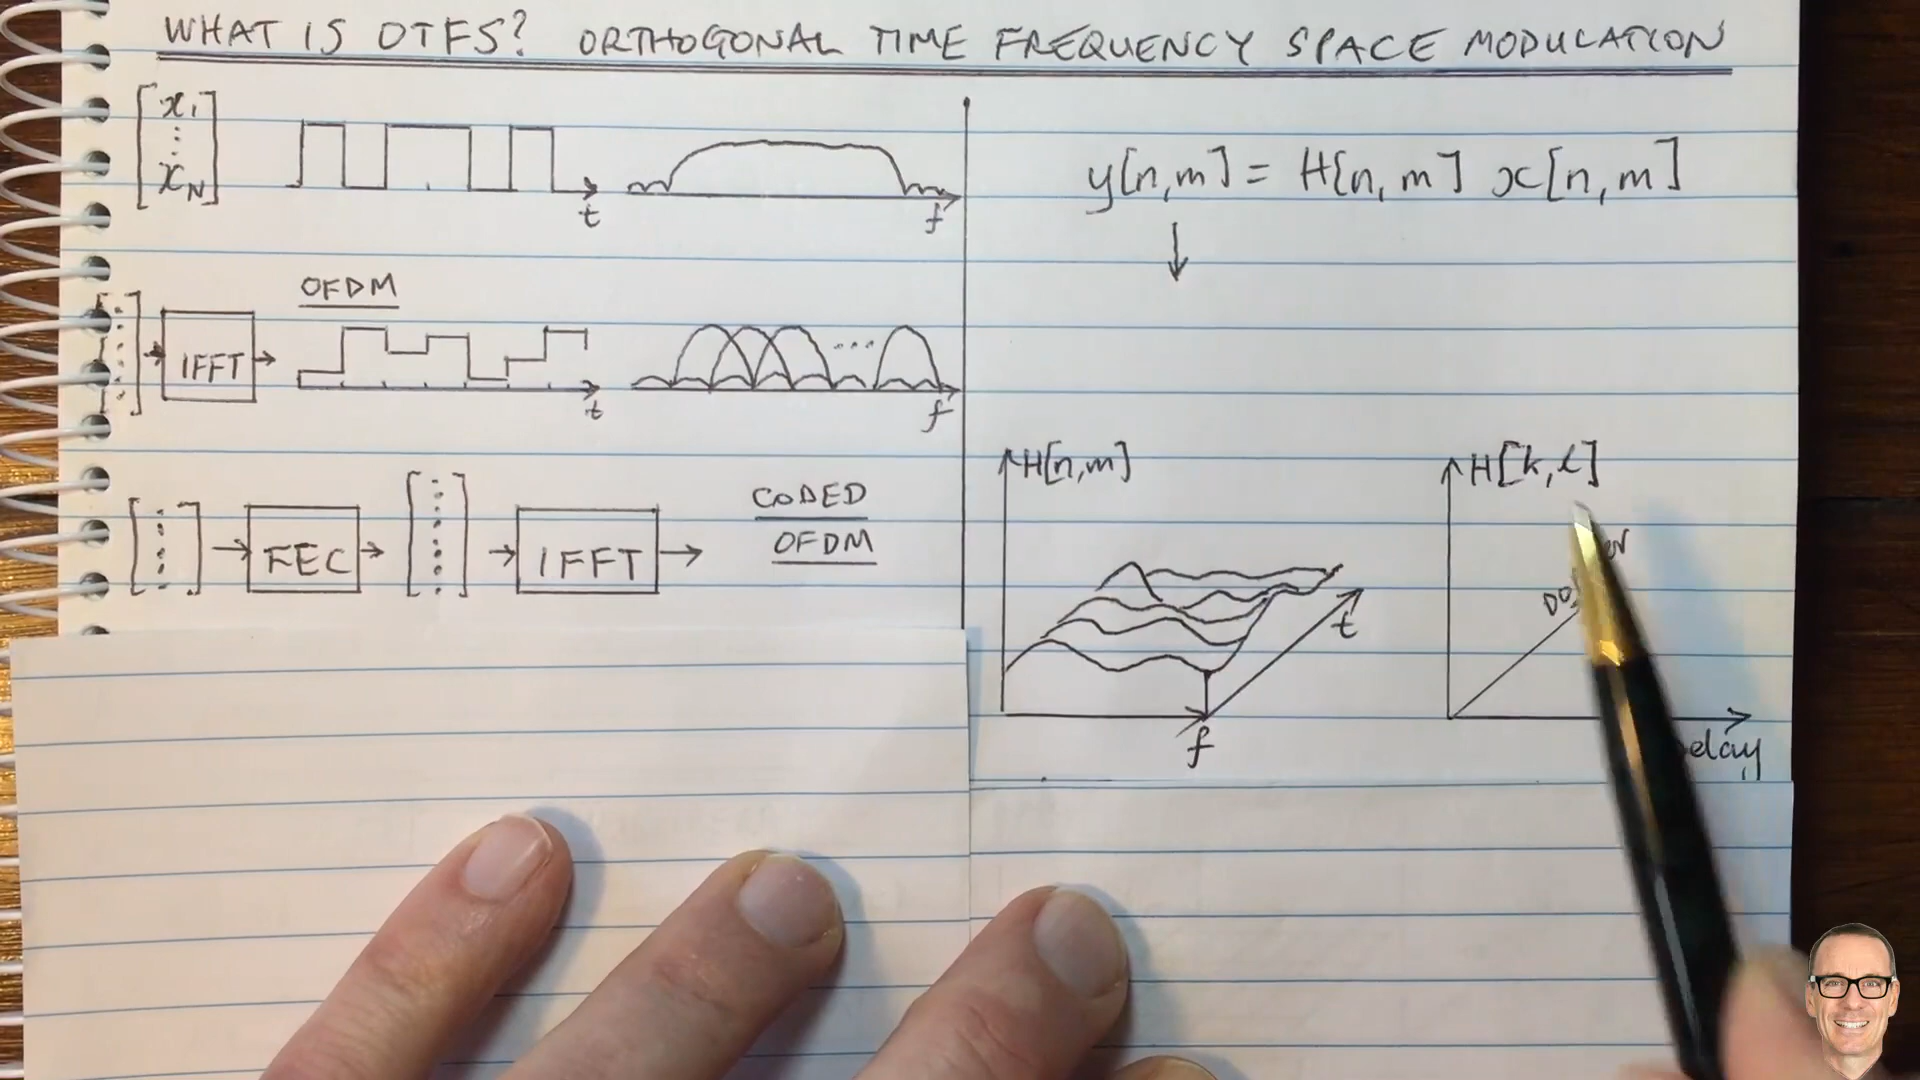 WHAT IS OTFS? ORTHOGONAL TIME FREQUENCY SPACE MODULATION
x1
⋮
xN
t
f
y[n,m] = H[n,m] x[n,m]
↓
OFDM
IFFT
t
...
f
FEC
IFFT
CODED
OFDM
H[n,m]
t
f
H[k,l]